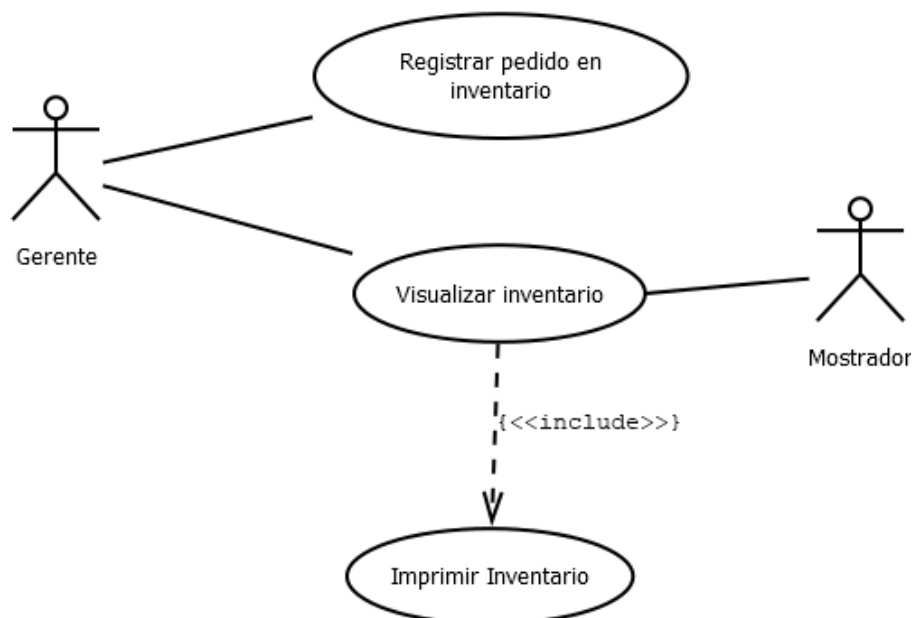 Registrar pedido en
inventario
Gerente
Visualizar inventario
Mostrador
{<<include>>}
Imprimir Inventario